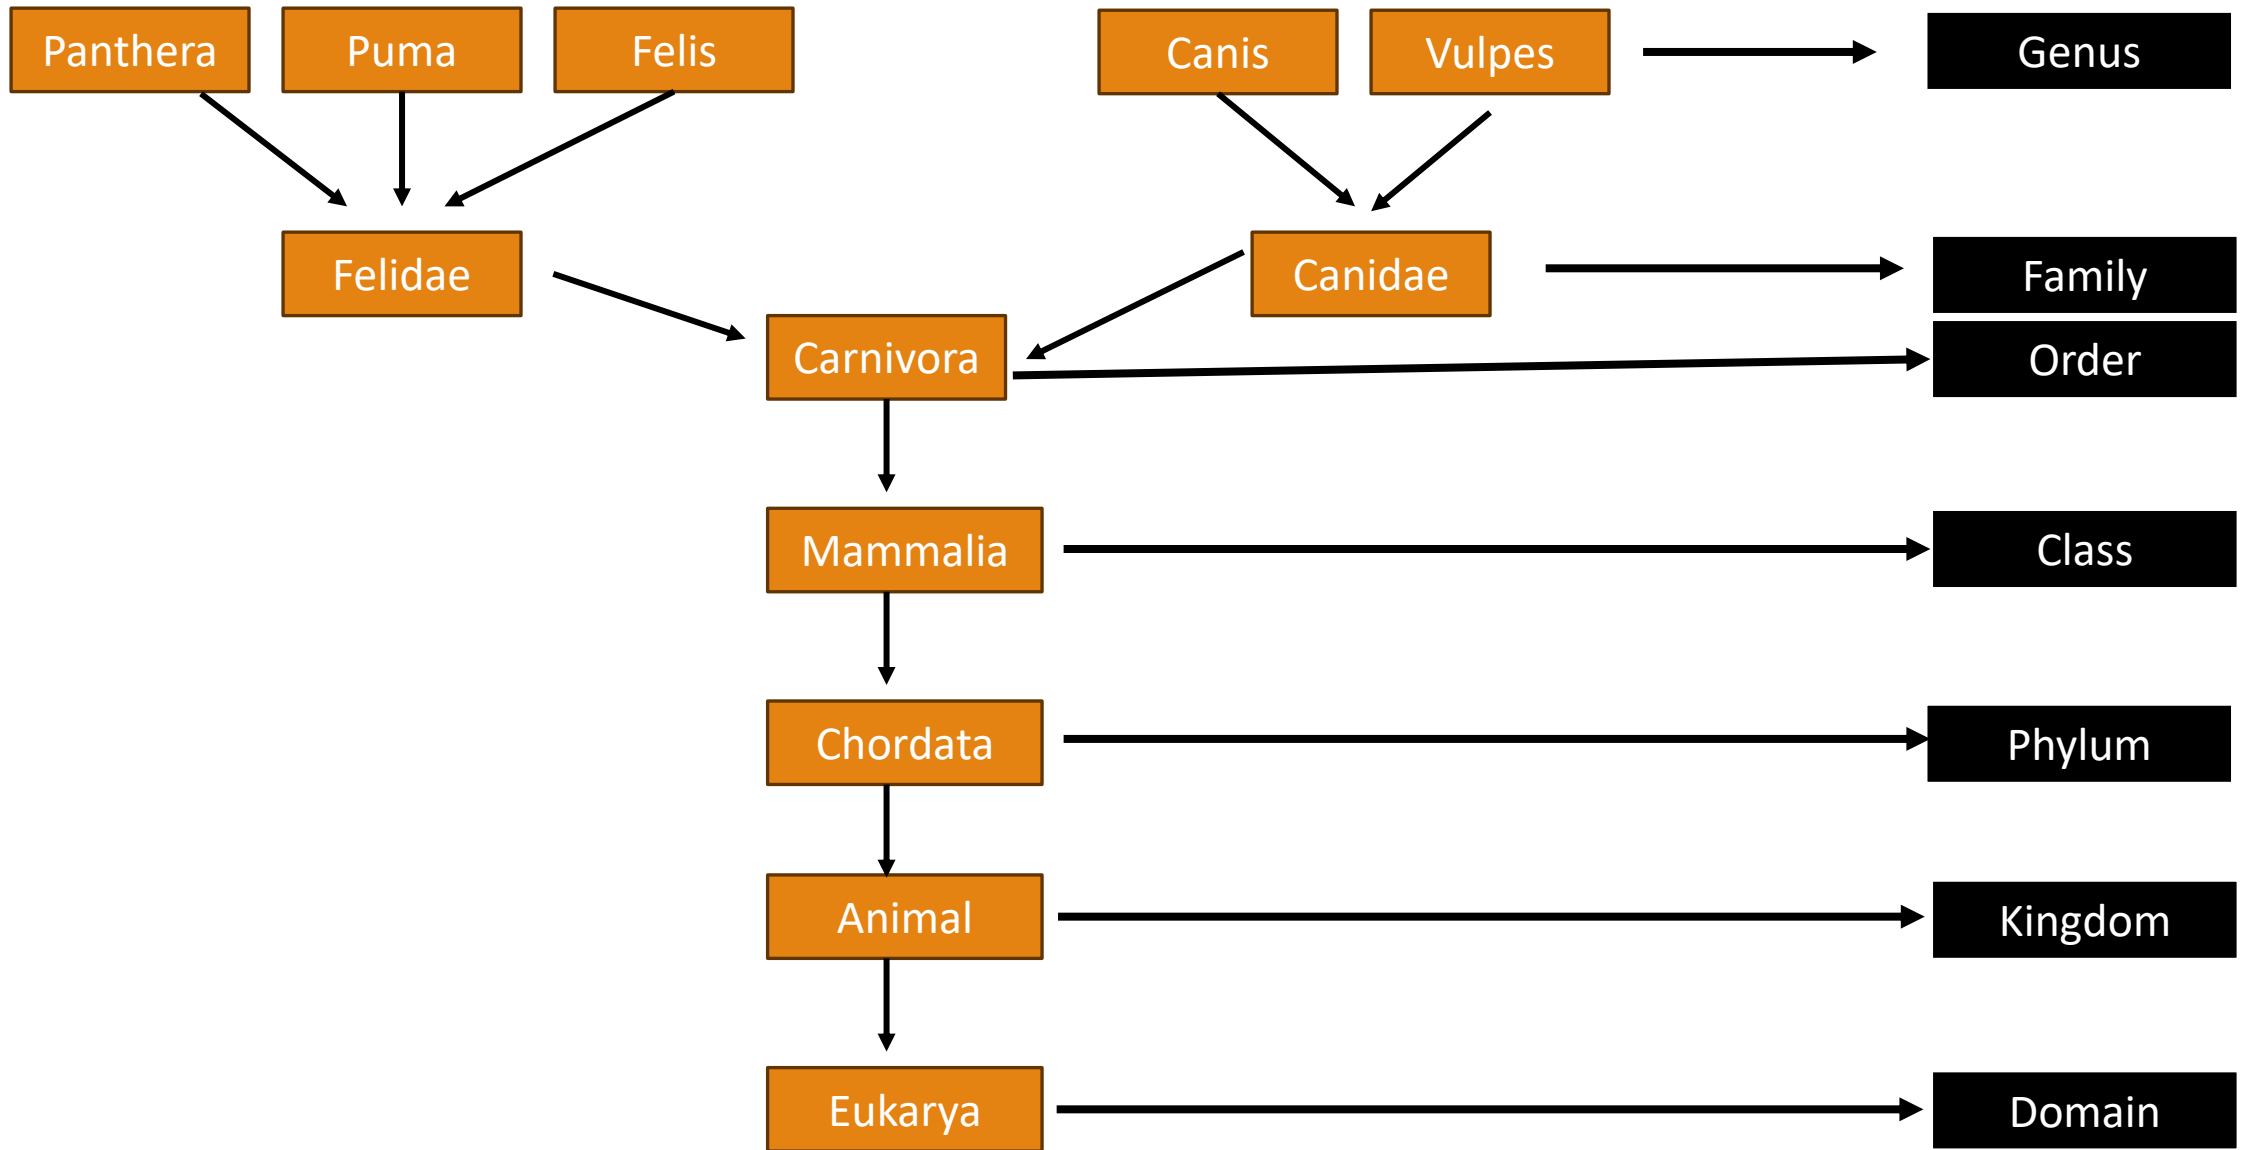 Panthera
Puma
Felis
Canis
Vulpes
Genus
Felidae
Canidae
Family
Carnivora
Order
Mammalia
Class
Chordata
Phylum
Animal
Kingdom
Eukarya
Domain